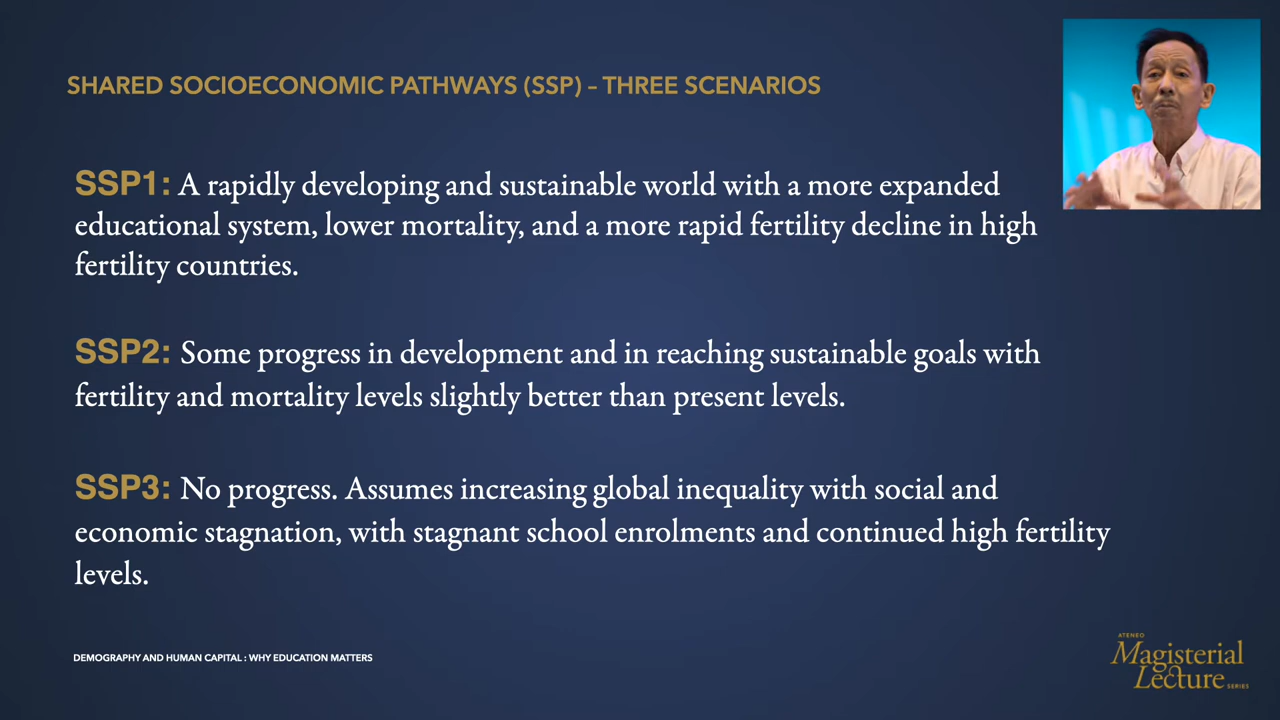 SHARED SOCIOECONOMIC PATHWAYS (SSP) – THREE SCENARIOS
SSP1: A rapidly developing and sustainable world with a more expanded
educational system, lower mortality, and a more rapid fertility decline in high
fertility countries.
SSP2: Some progress in development and in reaching sustainable goals with
fertility and mortality levels slightly better than present levels.
SSP3: No progress. Assumes increasing global inequality with social and
economic stagnation, with stagnant school enrolments and continued high fertility
levels.
DEMOGRAPHY AND HUMAN CAPITAL : WHY EDUCATION MATTERS
ATENEO
Magisterial
Lecture SERIES